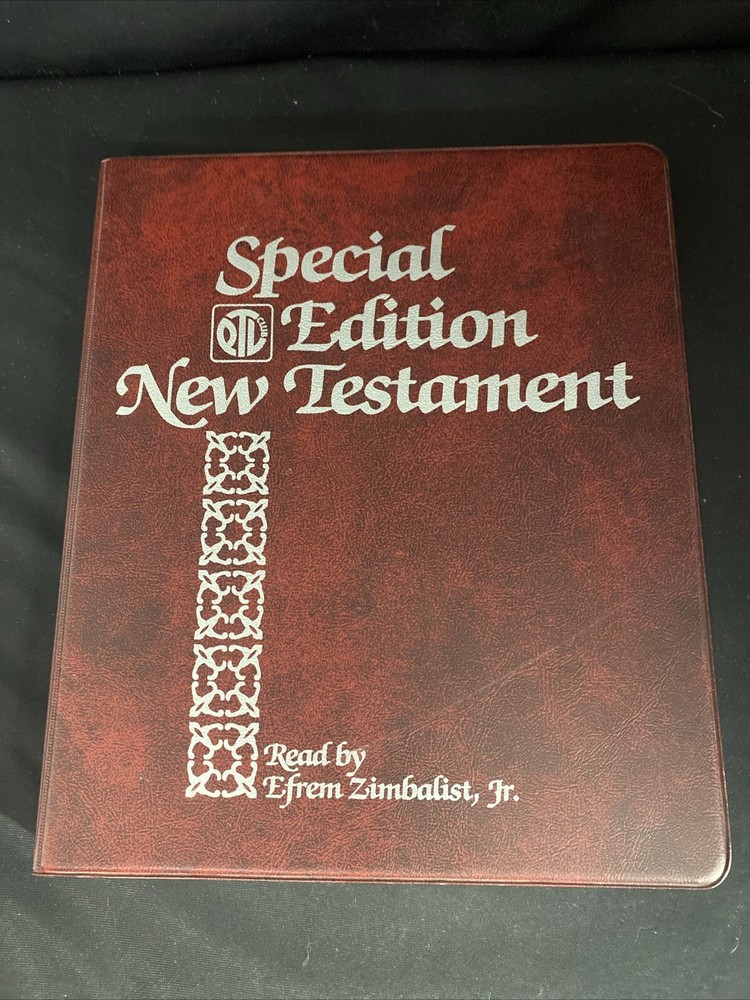 Special
PTL CLUB Edition
New Testament
Read by
Efrem Zimbalist, Jr.